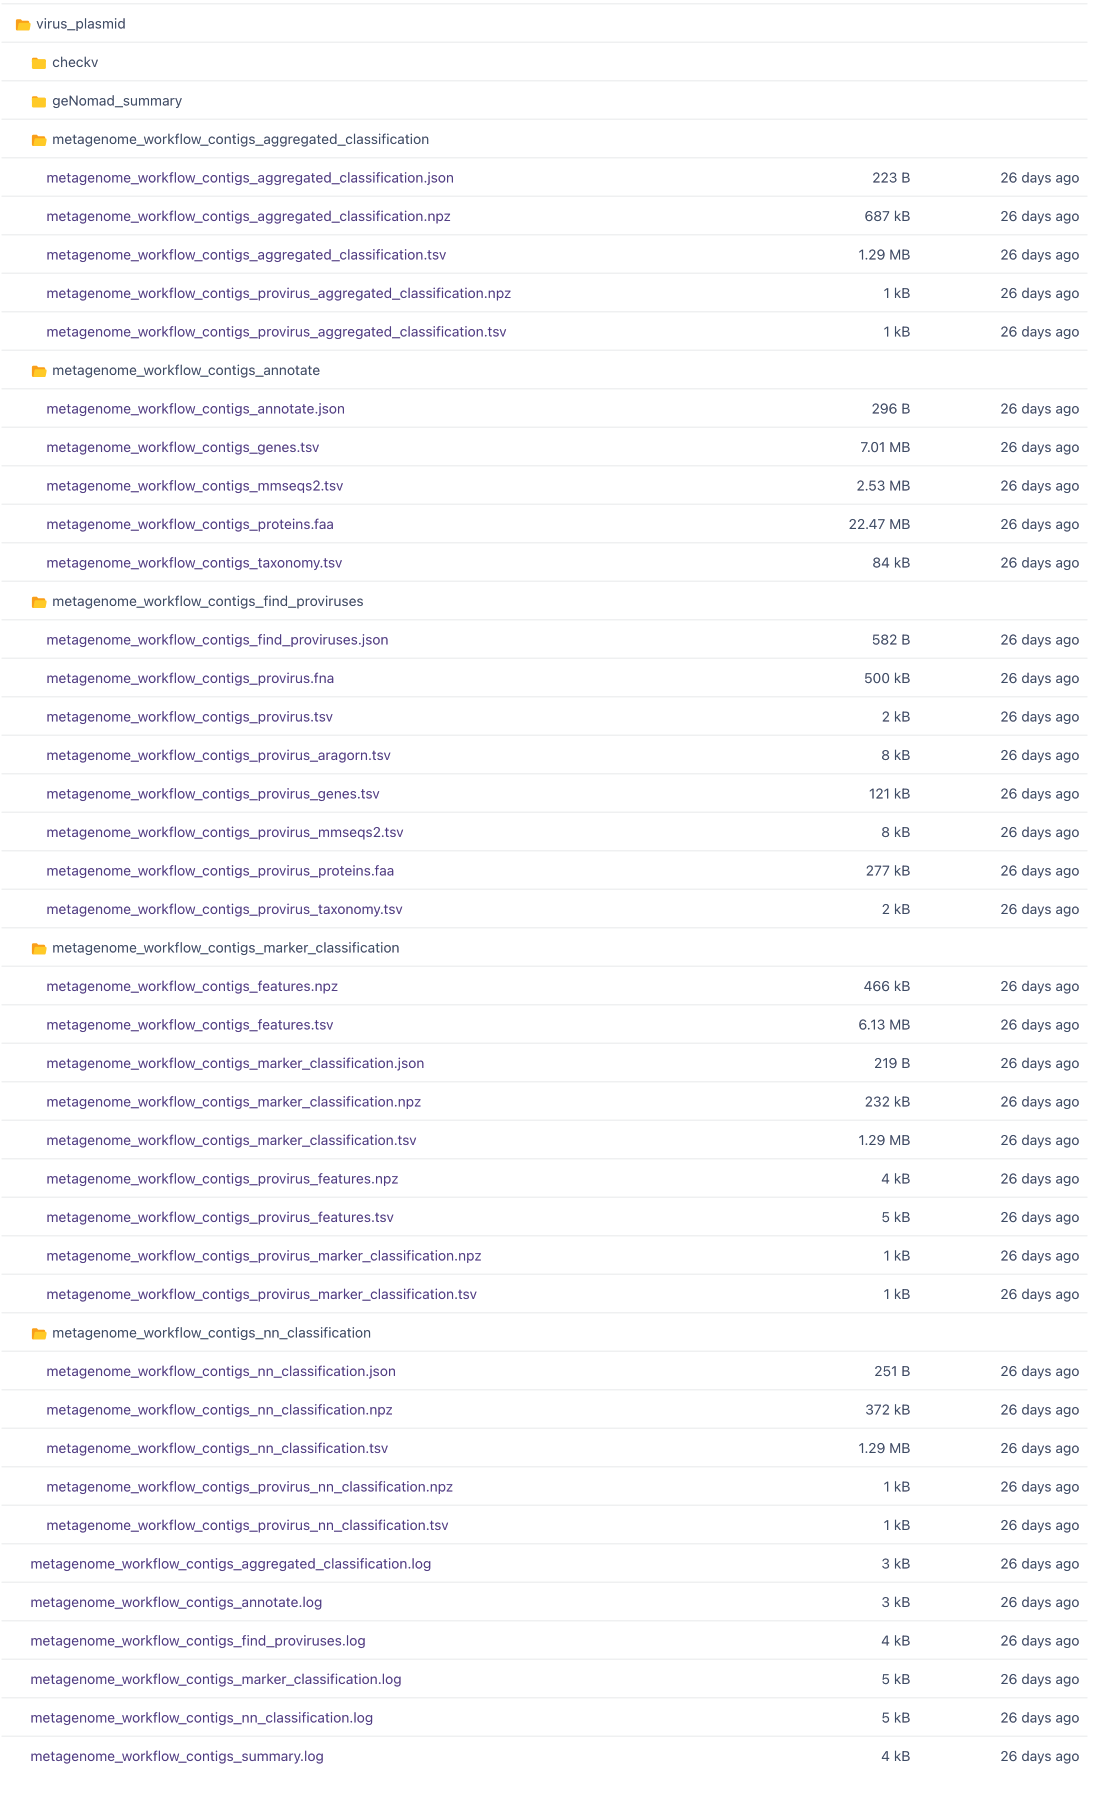 virus_plasmid
checkv
geNomad_summary
metagenome_workflow_contigs_aggregated_classification
metagenome_workflow_contigs_aggregated_classification.json 223 B 26 days ago
metagenome_workflow_contigs_aggregated_classification.npz 687 kB 26 days ago
metagenome_workflow_contigs_aggregated_classification.tsv 1.29 MB 26 days ago
metagenome_workflow_contigs_provirus_aggregated_classification.npz 1 kB 26 days ago
metagenome_workflow_contigs_provirus_aggregated_classification.tsv 1 kB 26 days ago
metagenome_workflow_contigs_annotate
metagenome_workflow_contigs_annotate.json 296 B 26 days ago
metagenome_workflow_contigs_genes.tsv 7.01 MB 26 days ago
metagenome_workflow_contigs_mmseqs2.tsv 2.53 MB 26 days ago
metagenome_workflow_contigs_proteins.faa 22.47 MB 26 days ago
metagenome_workflow_contigs_taxonomy.tsv 84 kB 26 days ago
metagenome_workflow_contigs_find_proviruses
metagenome_workflow_contigs_find_proviruses.json 582 B 26 days ago
metagenome_workflow_contigs_provirus.fna 500 kB 26 days ago
metagenome_workflow_contigs_provirus.tsv 2 kB 26 days ago
metagenome_workflow_contigs_provirus_aragorn.tsv 8 kB 26 days ago
metagenome_workflow_contigs_provirus_genes.tsv 121 kB 26 days ago
metagenome_workflow_contigs_provirus_mmseqs2.tsv 8 kB 26 days ago
metagenome_workflow_contigs_provirus_proteins.faa 277 kB 26 days ago
metagenome_workflow_contigs_provirus_taxonomy.tsv 2 kB 26 days ago
metagenome_workflow_contigs_marker_classification
metagenome_workflow_contigs_features.npz 466 kB 26 days ago
metagenome_workflow_contigs_features.tsv 6.13 MB 26 days ago
metagenome_workflow_contigs_marker_classification.json 219 B 26 days ago
metagenome_workflow_contigs_marker_classification.npz 232 kB 26 days ago
metagenome_workflow_contigs_marker_classification.tsv 1.29 MB 26 days ago
metagenome_workflow_contigs_provirus_features.npz 4 kB 26 days ago
metagenome_workflow_contigs_provirus_features.tsv 5 kB 26 days ago
metagenome_workflow_contigs_provirus_marker_classification.npz 1 kB 26 days ago
metagenome_workflow_contigs_provirus_marker_classification.tsv 1 kB 26 days ago
metagenome_workflow_contigs_nn_classification
metagenome_workflow_contigs_nn_classification.json 251 B 26 days ago
metagenome_workflow_contigs_nn_classification.npz 372 kB 26 days ago
metagenome_workflow_contigs_nn_classification.tsv 1.29 MB 26 days ago
metagenome_workflow_contigs_provirus_nn_classification.npz 1 kB 26 days ago
metagenome_workflow_contigs_provirus_nn_classification.tsv 1 kB 26 days ago
metagenome_workflow_contigs_aggregated_classification.log 3 kB 26 days ago
metagenome_workflow_contigs_annotate.log 3 kB 26 days ago
metagenome_workflow_contigs_find_proviruses.log 4 kB 26 days ago
metagenome_workflow_contigs_marker_classification.log 5 kB 26 days ago
metagenome_workflow_contigs_nn_classification.log 5 kB 26 days ago
metagenome_workflow_contigs_summary.log 4 kB 26 days ago